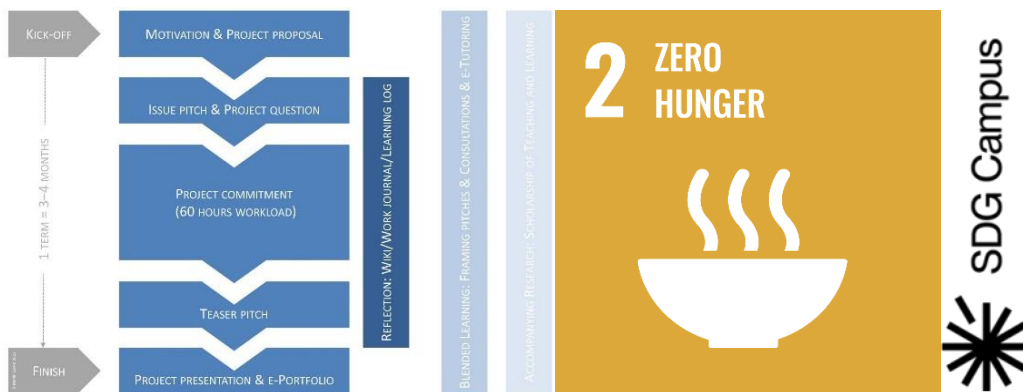 KICK-OFF
MOTIVATION & PROJECT PROPOSAL
ISSUE PITCH & PROJECT QUESTION
1 TERM = 3–4 MONTHS
PROJECT COMMITMENT
(60 HOURS WORKLOAD)
TEASER PITCH
FINISH
PROJECT PRESENTATION & E-PORTFOLIO
REFLECTION: WIKI/WORK JOURNAL/LEARNING LOG
BLENDED LEARNING: FRAMING PITCHES & CONSULTATIONS & E-TUTORING
ACCOMPANYING RESEARCH: SCHOLARSHIP OF TEACHING AND LEARNING
2 ZERO
HUNGER
SDG Campus